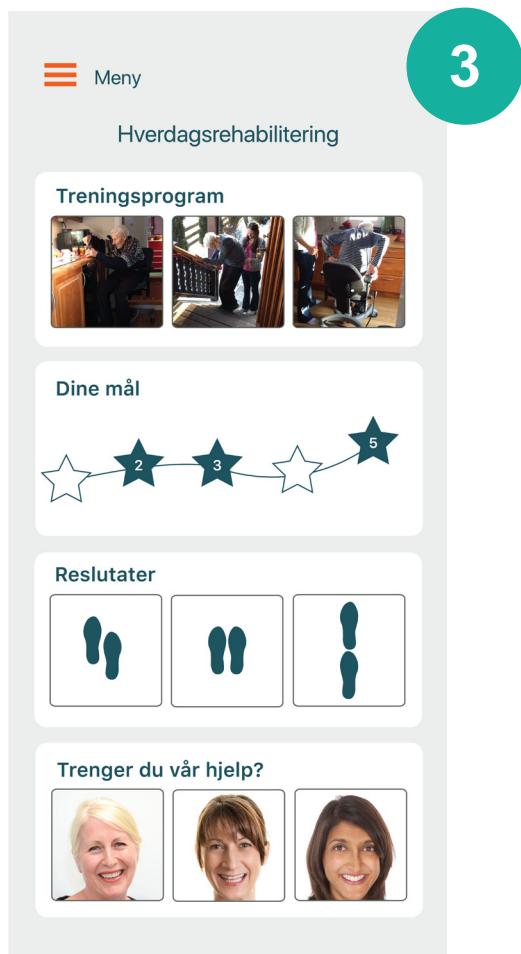 3
Meny
Hverdagsrehabilitering
Treningsprogram
Dine mål
2
3
5
Reslutater
Trenger du vår hjelp?